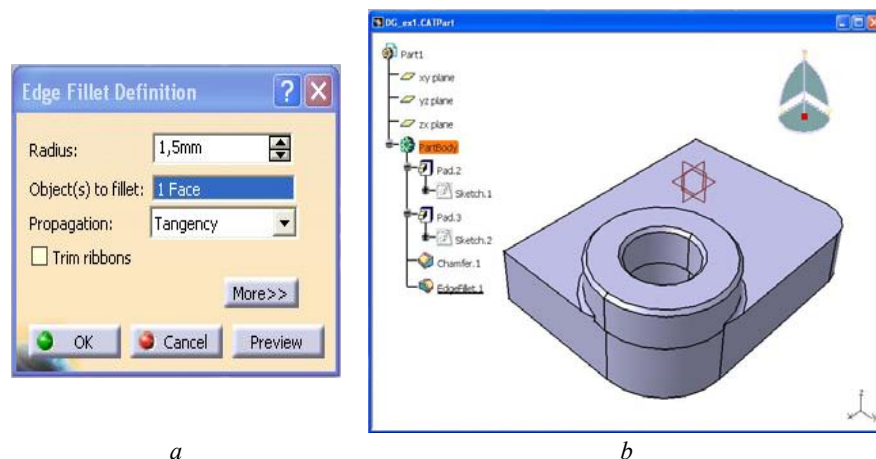 Edge Fillet Definition
Radius: 1,5mm
Object(s) to fillet: 1 Face
Propagation: Tangency
Trim ribbons
More>>
OK Cancel Preview
a
DG_ex1.CATPart
Part1
xy plane
yz plane
zx plane
PartBody
Pad.2
Sketch.1
Pad.3
Sketch.2
Chamfer.1
EdgeFillet.1
z
x y
b